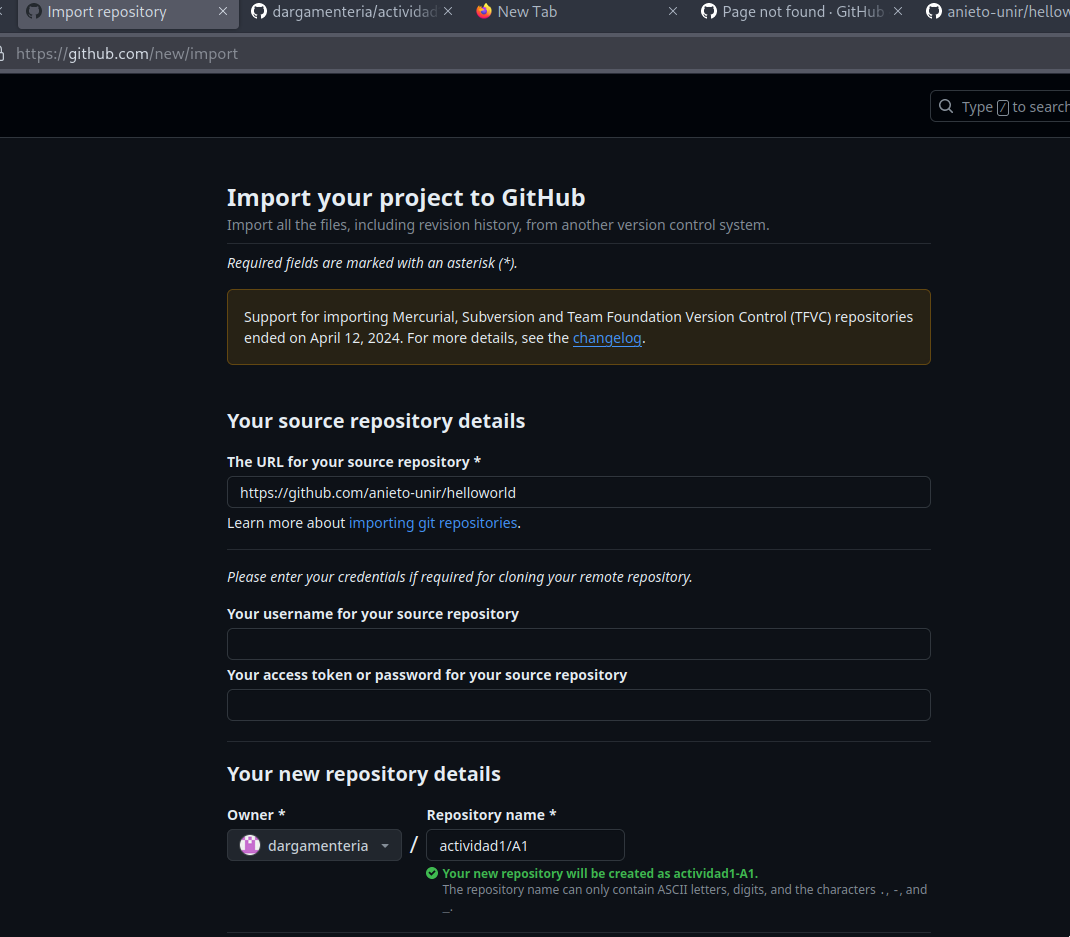 Import repository
dargamenteria/actividad
New Tab
Page not found · GitHub
anieto-unir/hellow
https://github.com/new/import
Type / to search
Import your project to GitHub
Import all the files, including revision history, from another version control system.
Required fields are marked with an asterisk (*).
Support for importing Mercurial, Subversion and Team Foundation Version Control (TFVC) repositories
ended on April 12, 2024. For more details, see the changelog.
Your source repository details
The URL for your source repository *
https://github.com/anieto-unir/helloworld
Learn more about importing git repositories.
Please enter your credentials if required for cloning your remote repository.
Your username for your source repository
Your access token or password for your source repository
Your new repository details
Owner *
Repository name *
dargamenteria
/
actividad1/A1
Your new repository will be created as actividad1-A1.
The repository name can only contain ASCII letters, digits, and the characters ., -, and
_.